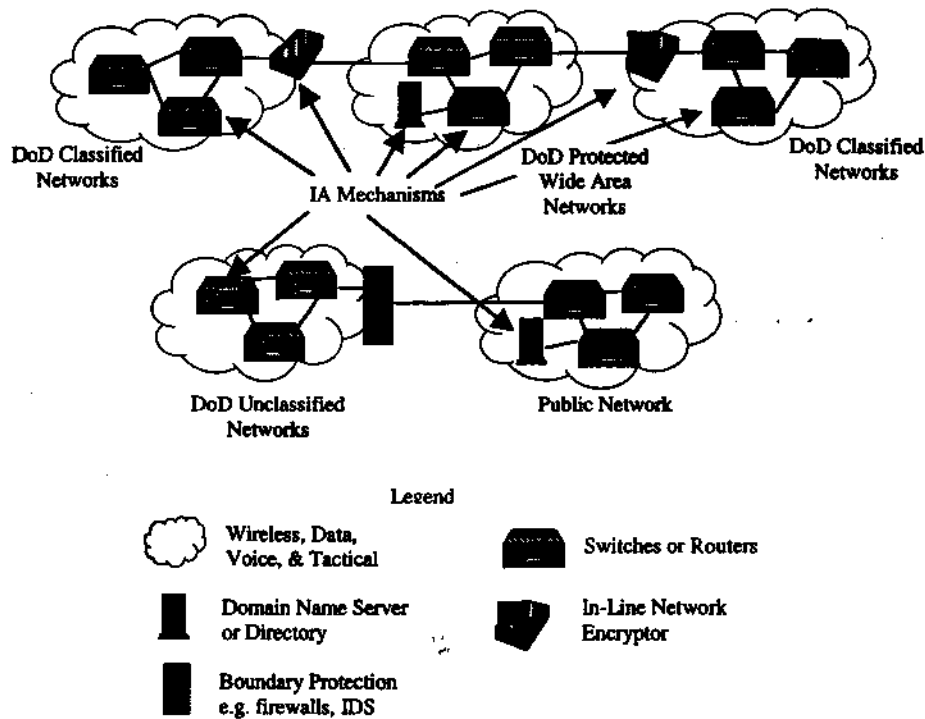 DoD Classified
Networks
IA Mechanisms
DoD Protected
Wide Area
Networks
DoD Classified
Networks
DoD Unclassified
Networks
Public Network
Legend
Wireless, Data,
Voice, & Tactical
Switches or Routers
Domain Name Server
or Directory
In-Line Network
Encryptor
Boundary Protection
e.g. firewalls, IDS